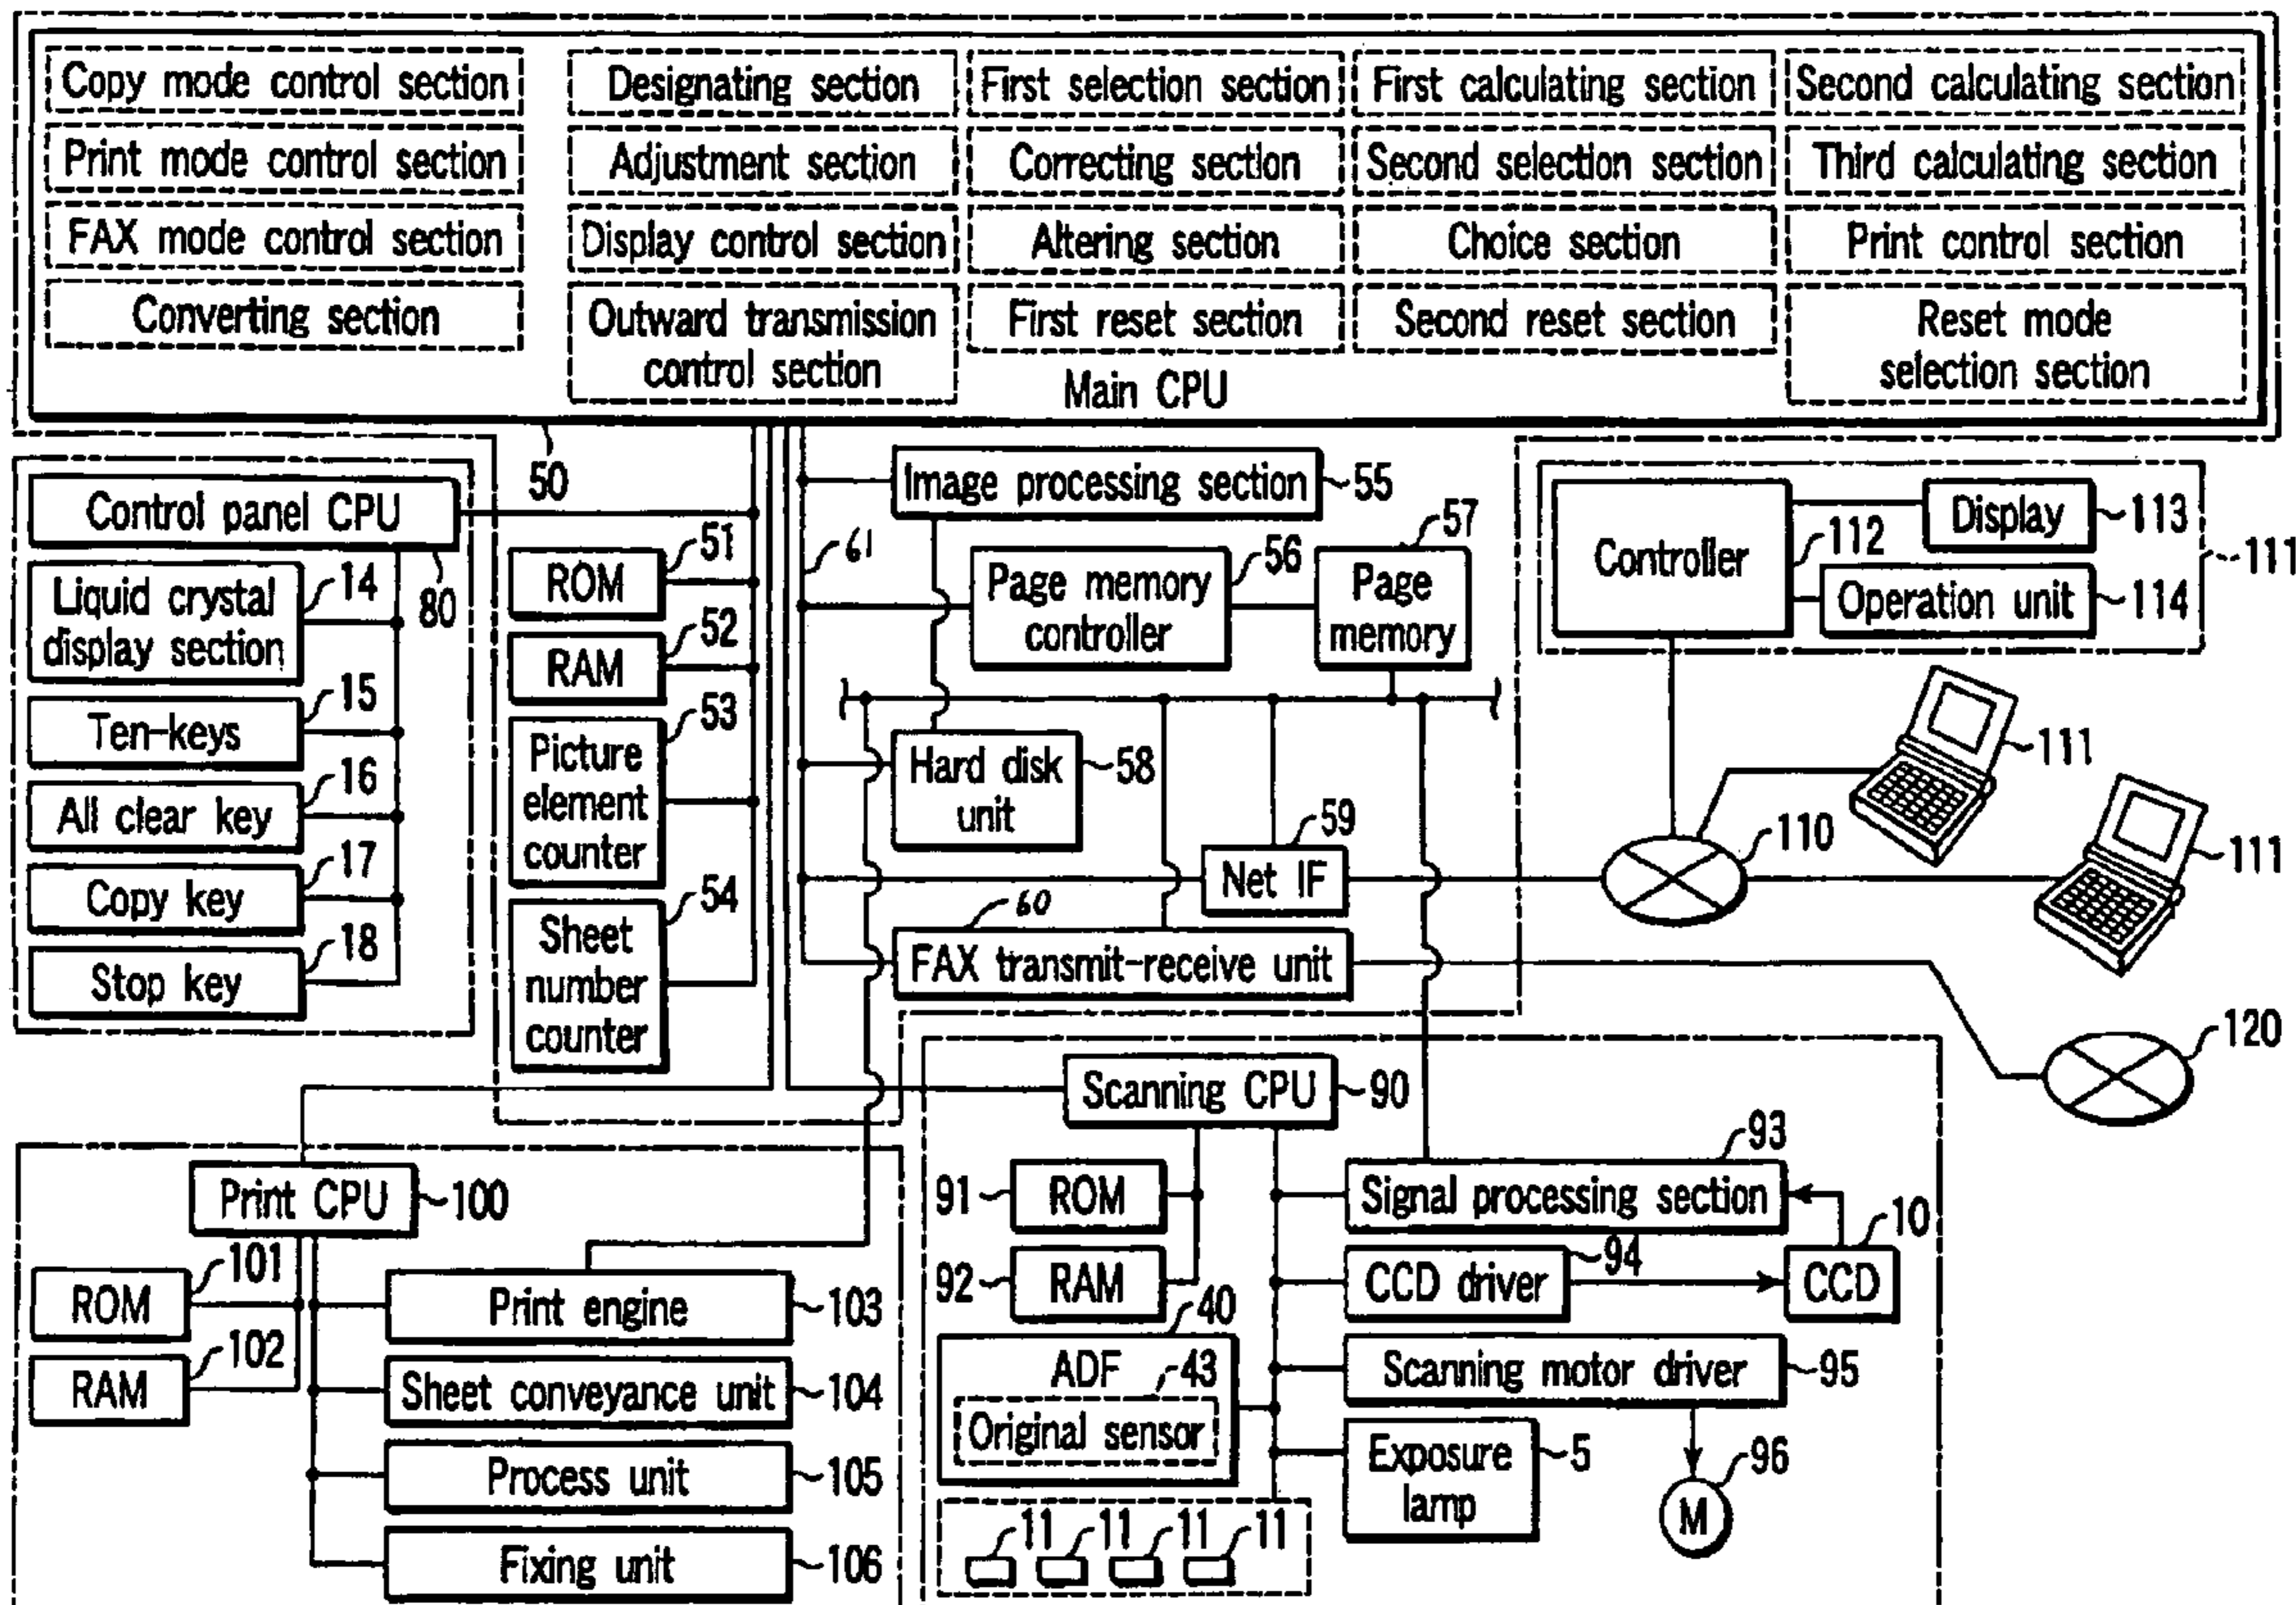 Copy mode control section
Designating section
First selection section
First calculating section
Second calculating section
Print mode control section
Adjustment section
Correcting section
Second selection section
Third calculating section
FAX mode control section
Display control section
Altering section
Choice section
Print control section
Converting section
Outward transmission
control section
First reset section
Second reset section
Reset mode
selection section
Main CPU
50
Control panel CPU
80
Liquid crystal
display section
14
Ten-keys
15
All clear key
16
Copy key
17
Stop key
18
ROM
51
RAM
52
Picture
element
counter
53
Sheet
number
counter
54
61
Image processing section
55
Page memory
controller
56
Page
memory
57
Hard disk
unit
58
Net IF
59
FAX transmit-receive unit
60
Controller
112
Display
113
Operation unit
114
111
111
111
110
120
Print CPU
100
ROM
101
RAM
102
Print engine
103
Sheet conveyance unit
104
Process unit
105
Fixing unit
106
Scanning CPU
90
91
ROM
92
RAM
Signal processing section
93
CCD driver
94
CCD
10
ADF
40
Original sensor
43
Scanning motor driver
95
Exposure
lamp
5
M
96
11
11
11
11